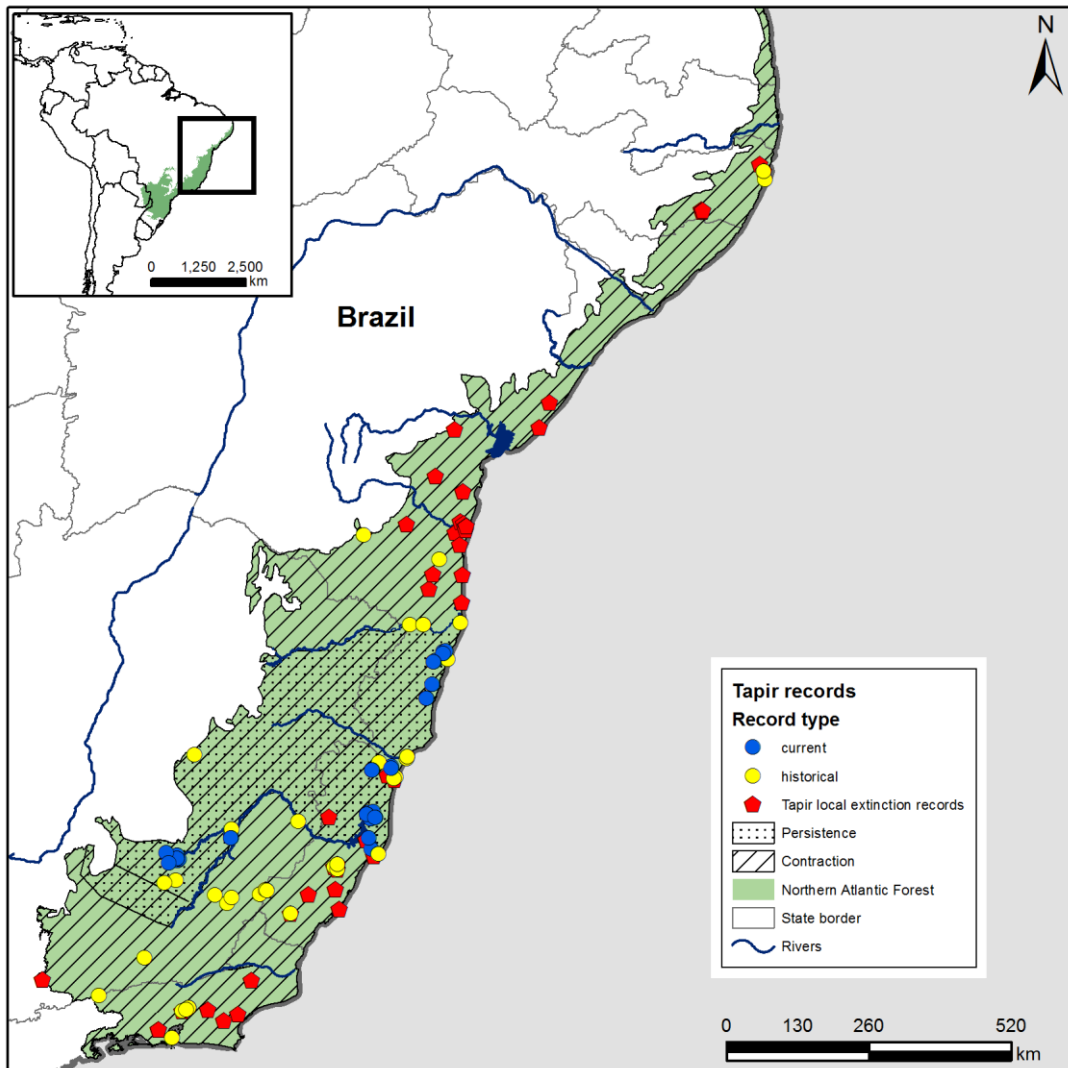 N
0 1,250 2,500
km
Brazil
Tapir records
Record type
current
historical
Tapir local extinction records
Persistence
Contraction
Northern Atlantic Forest
State border
Rivers
0 130 260 520
km